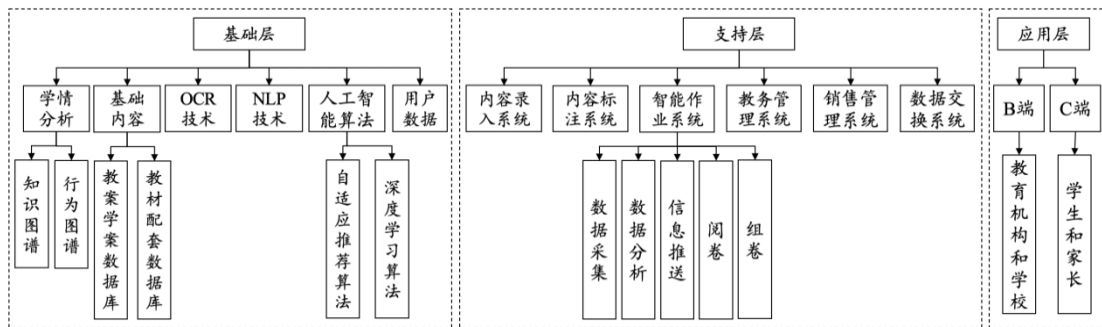 基础层
学情
分析
基础
内容
OCR
技术
NLP
技术
人工智
能算法
用户
数据
知识图谱
行为图谱
教案学案数据库
教材配套数据库
自适应推荐算法
深度学习算法
支持层
内容录
入系统
内容标
注系统
智能作
业系统
教务管
理系统
销售管
理系统
数据交
换系统
数据采集
数据分析
信息推送
阅卷
组卷
应用层
B端
C端
教育机构和学校
学生和家长